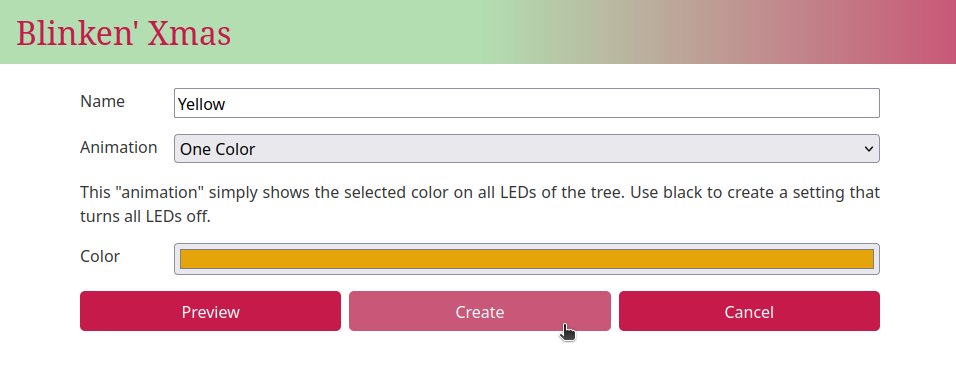 Blinken' Xmas
Name
Yellow
Animation
One Color
This "animation" simply shows the selected color on all LEDs of the tree. Use black to create a setting that
turns all LEDs off.
Color
Preview
Create
Cancel